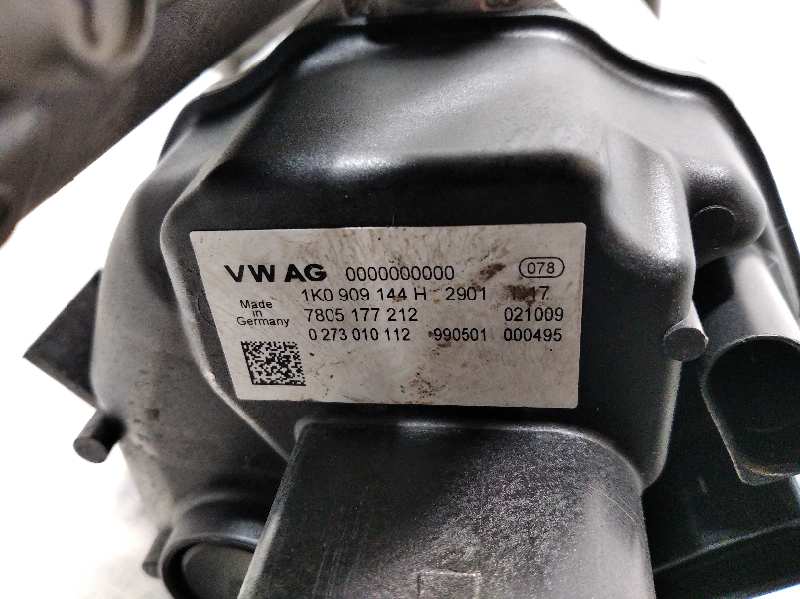 VW AG 0000000000 078
1K0 909 144 H 2901
Made in Germany
7805 177 212 021009
0 273 010 112 990501 000495